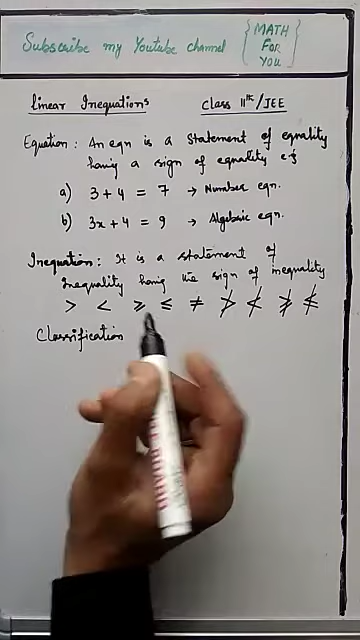 Subscribe my Youtube channel { MATH FOR YOU }
Linear Inequations Class 11th/JEE
Equation: An eqn is a statement of equality
having a sign of equality eg
a) 3 + 4 = 7 → Number eqn.
b) 3x + 4 = 9 → Algebraic eqn.
Inequation: It is a statement of
Inequality having the sign of inequality
> < ≥ ≤ ≠ ≯ ≮ ≱ ≰
Classification